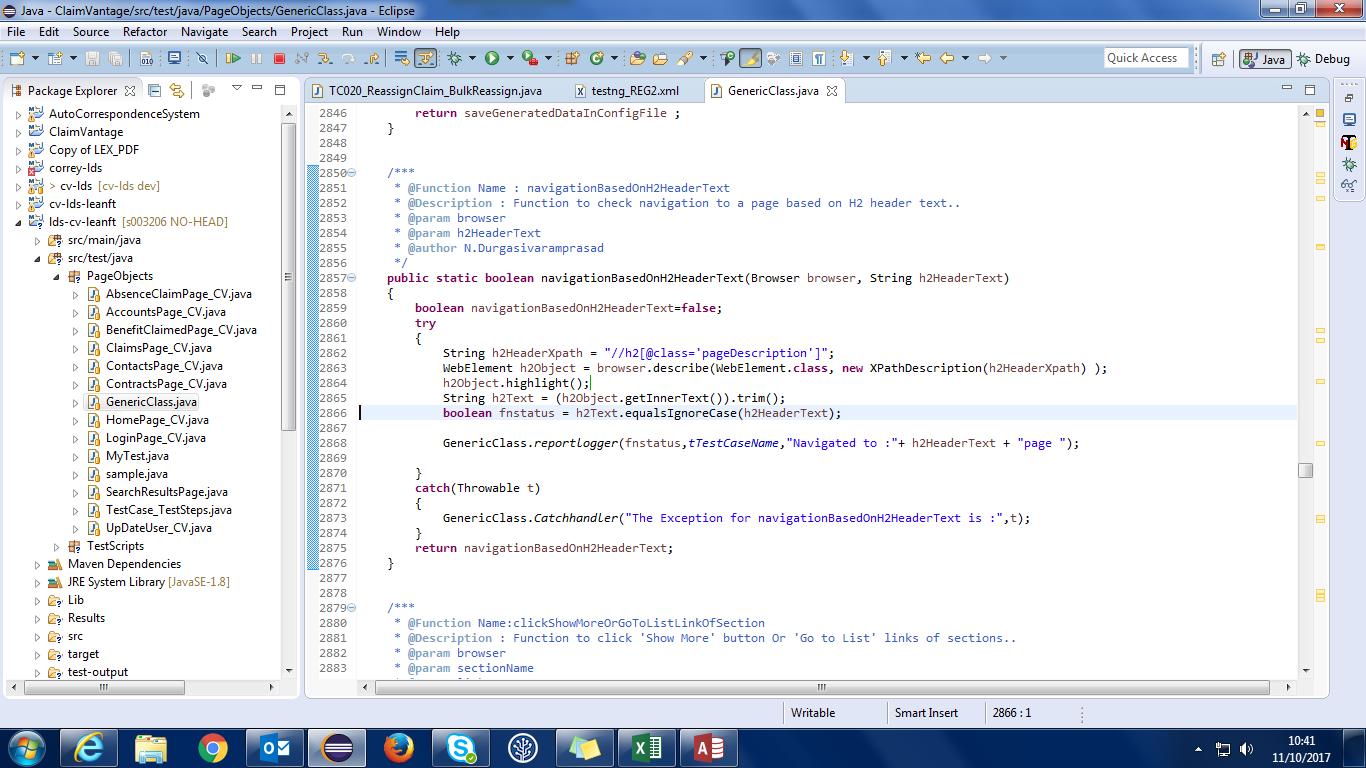 Java - ClaimVantage/src/test/java/PageObjects/GenericClass.java - Eclipse
File Edit Source Refactor Navigate Search Project Run Window Help
Quick Access Java Debug
Package Explorer
AutoCorrespondenceSystem
ClaimVantage
Copy of LEX_PDF
correy-lds
> cv-lds [cv-lds dev]
cv-lds-leanft
lds-cv-leanft [s003206 NO-HEAD]
src/main/java
src/test/java
PageObjects
AbsenceClaimPage_CV.java
AccountsPage_CV.java
BenefitClaimedPage_CV.java
ClaimsPage_CV.java
ContactsPage_CV.java
ContractsPage_CV.java
GenericClass.java
HomePage_CV.java
LoginPage_CV.java
MyTest.java
sample.java
SearchResultsPage.java
TestCase_TestSteps.java
UpDateUser_CV.java
TestScripts
Maven Dependencies
JRE System Library [JavaSE-1.8]
Lib
Results
src
target
test-output
TC020_ReassignClaim_BulkReassign.java testng_REG2.xml GenericClass.java
2846 return saveGeneratedDataInConfigFile ;
2847 }
2848
2849
2850 /***
2851 * @Function Name : navigationBasedOnH2HeaderText
2852 * @Description : Function to check navigation to a page based on H2 header text..
2853 * @param browser
2854 * @param h2HeaderText
2855 * @author N.Durgasivaramprasad
2856 */
2857 public static boolean navigationBasedOnH2HeaderText(Browser browser, String h2HeaderText)
2858 {
2859 boolean navigationBasedOnH2HeaderText=false;
2860 try
2861 {
2862 String h2HeaderXpath = "//h2[@class='pageDescription']";
2863 WebElement h2Object = browser.describe(WebElement.class, new XPathDescription(h2HeaderXpath) );
2864 h2Object.highlight();
2865 String h2Text = (h2Object.getInnerText()).trim();
2866 boolean fnstatus = h2Text.equalsIgnoreCase(h2HeaderText);
2867
2868 GenericClass.reportlogger(fnstatus,tTestCaseName,"Navigated to :"+ h2HeaderText + "page ");
2869
2870 }
2871 catch(Throwable t)
2872 {
2873 GenericClass.Catchhandler("The Exception for navigationBasedOnH2HeaderText is :",t);
2874 }
2875 return navigationBasedOnH2HeaderText;
2876 }
2877
2878
2879 /***
2880 * @Function Name:clickShowMoreOrGoToListLinkOfSection
2881 * @Description : Function to click 'Show More' button Or 'Go to List' links of sections..
2882 * @param browser
2883 * @param sectionName
Writable Smart Insert 2866 : 1
10:41
11/10/2017